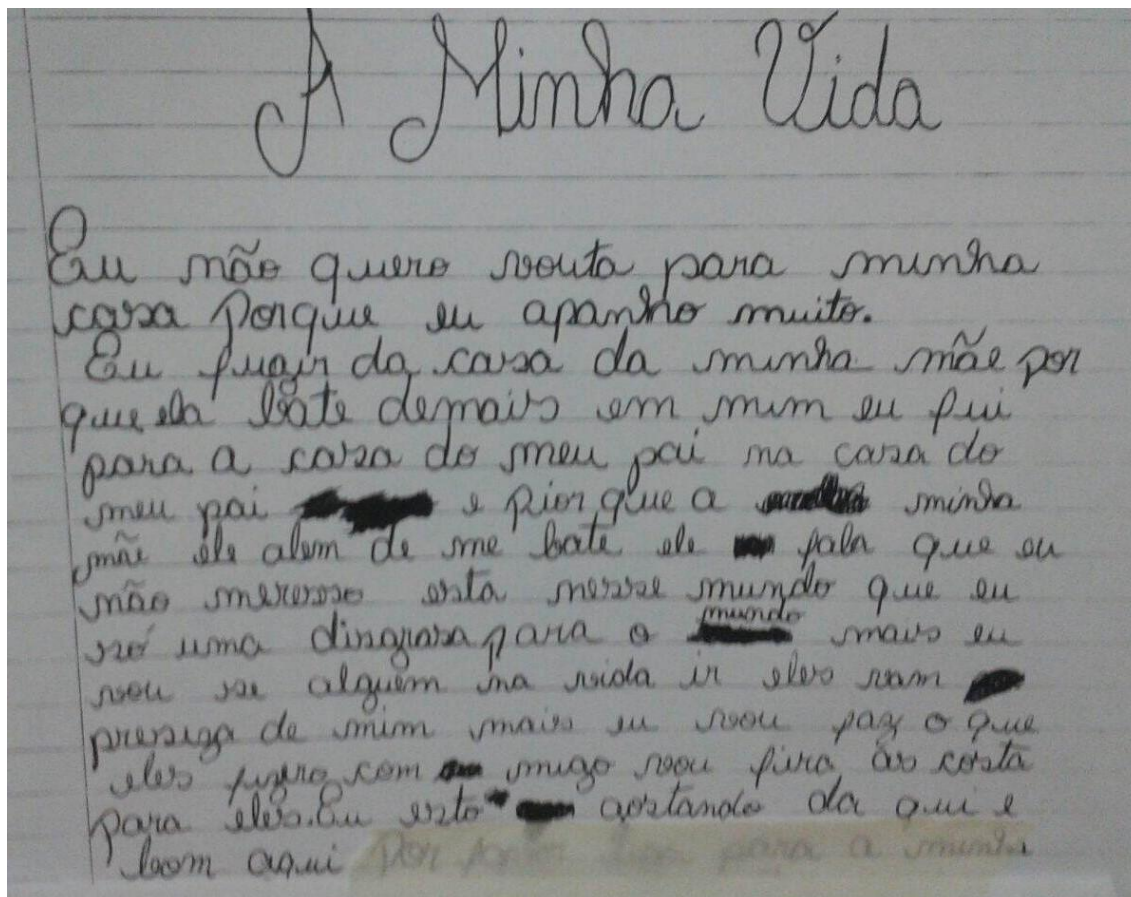 A Minha Vida
Eu não quero vouta para minha
casa Porque eu apanho muito.
Eu fugir da casa da minha mãe por
que ela bate demais em mim eu fui
para a casa do meu pai na casa do
meu pai e pior que a minha
mãe ele alem de me bate ele fala que eu
não mereso esta nesse mundo que eu
só uma disgrasa para o mundo mais eu
vou se alguém na vida ir eles vam
presiza de mim mais eu vou faz o que
eles fizero com migo vou fira as costa
para eles. Eu esto gostando da qui e
bom aqui para a minha